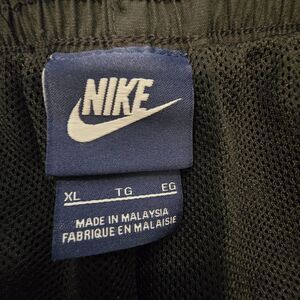 NIKE
XL TG EG
MADE IN MALAYSIA
FABRIQUE EN MALAISIE